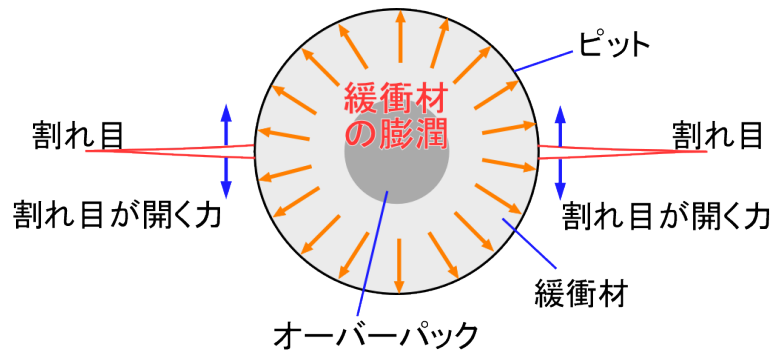 ピット
緩衝材
の膨潤
割れ目
割れ目
割れ目が開く力
割れ目が開く力
緩衝材
オーバーパック